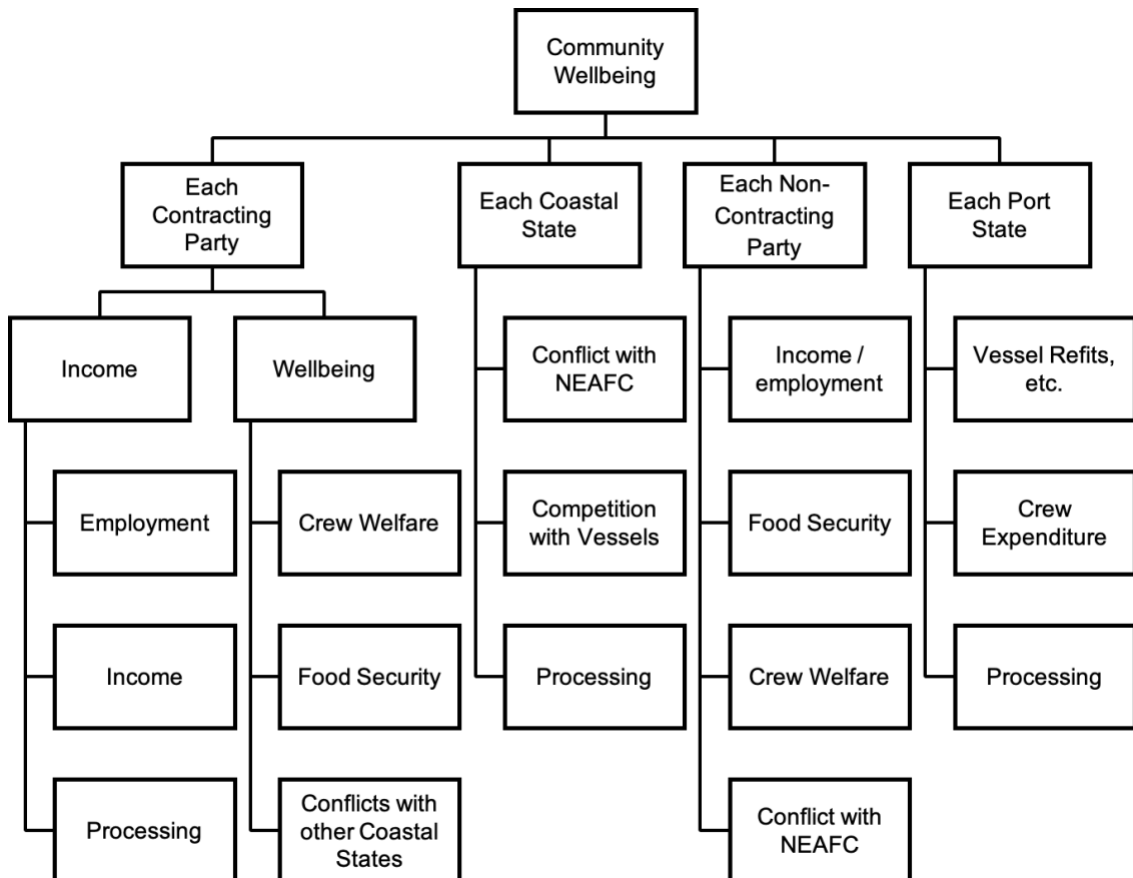 Community
Wellbeing
Each
Contracting
Party
Each Coastal
State
Each Non-
Contracting
Party
Each Port
State
Income
Wellbeing
Conflict with
NEAFC
Income /
employment
Vessel Refits,
etc.
Employment
Crew Welfare
Competition
with Vessels
Food Security
Crew
Expenditure
Income
Food Security
Processing
Crew Welfare
Processing
Processing
Conflicts with
other Coastal
States
Conflict with
NEAFC